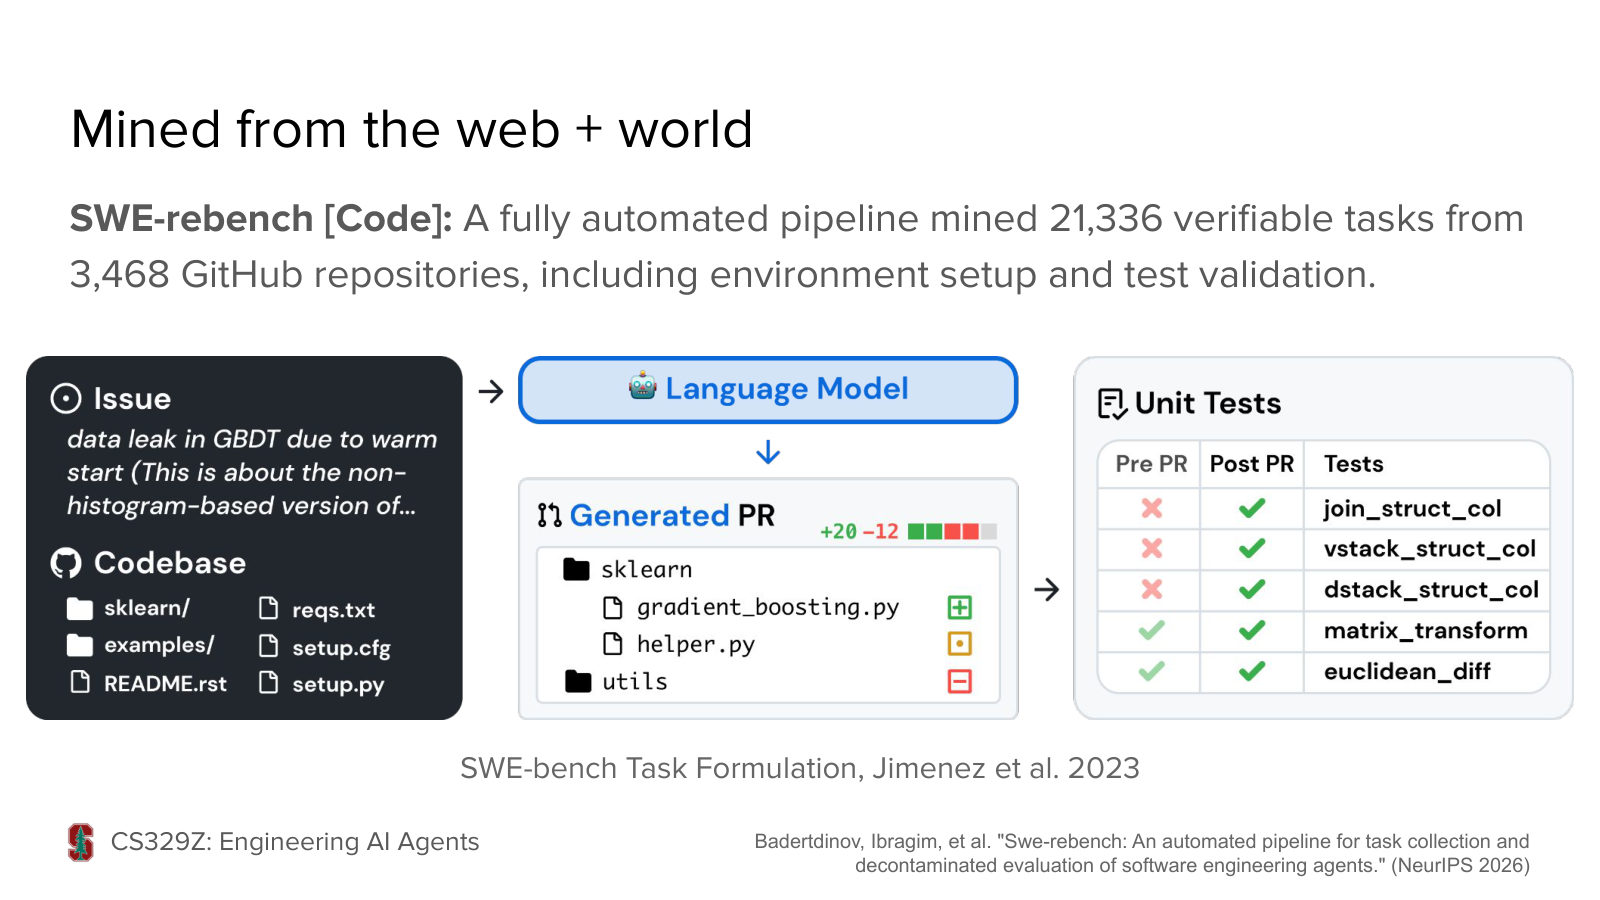 Mined from the web + world
SWE-rebench [Code]: A fully automated pipeline mined 21,336 verifiable tasks from
3,468 GitHub repositories, including environment setup and test validation.
Issue
data leak in GBDT due to warm
start (This is about the non-
histogram-based version of...
Codebase
sklearn/
reqs.txt
examples/
setup.cfg
README.rst
setup.py
Language Model
Generated PR
+20 -12
sklearn
gradient_boosting.py
helper.py
utils
Unit Tests
Pre PR Post PR Tests
join_struct_col
vstack_struct_col
dstack_struct_col
matrix_transform
euclidean_diff
SWE-bench Task Formulation, Jimenez et al. 2023
CS329Z: Engineering AI Agents
Badertdinov, Ibragim, et al. "Swe-rebench: An automated pipeline for task collection and
decontaminated evaluation of software engineering agents." (NeurIPS 2026)